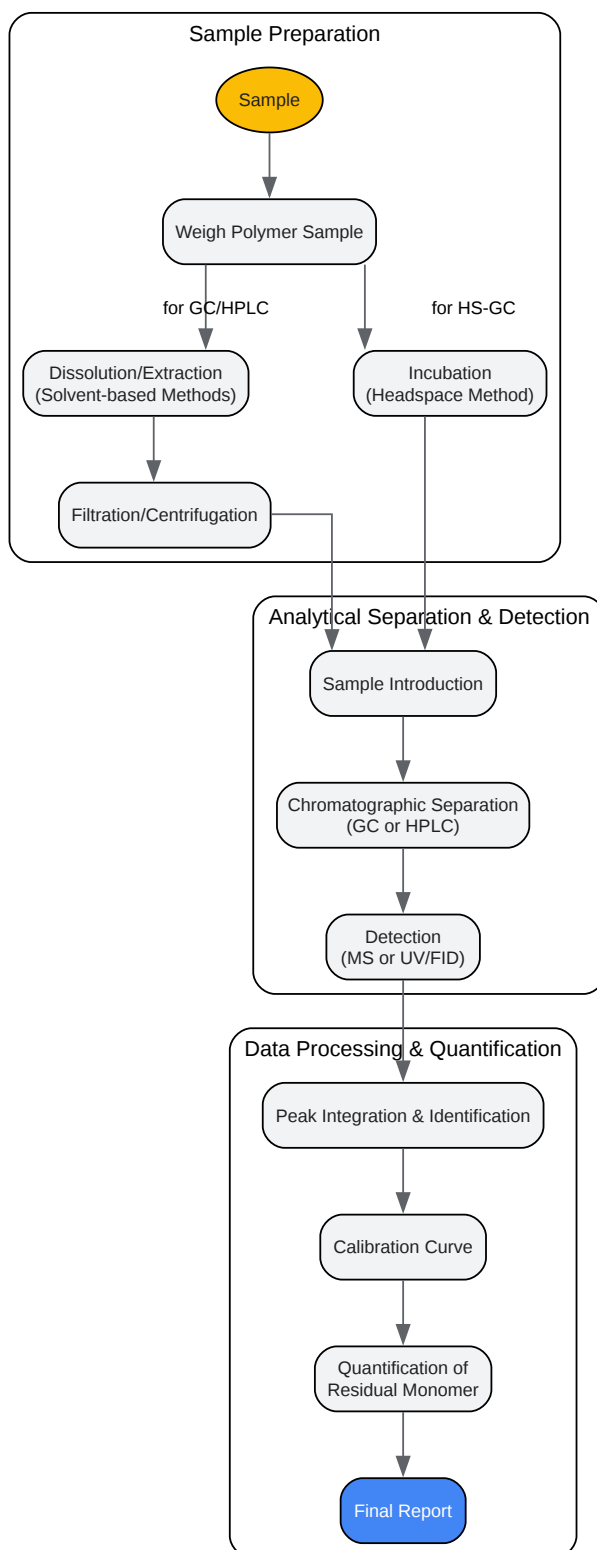 Sample Preparation
Sample
Weigh Polymer Sample
for GC/HPLC
for HS-GC
Dissolution/Extraction
(Solvent-based Methods)
Incubation
(Headspace Method)
Filtration/Centrifugation
Analytical Separation & Detection
Sample Introduction
Chromatographic Separation
(GC or HPLC)
Detection
(MS or UV/FID)
Data Processing & Quantification
Peak Integration & Identification
Calibration Curve
Quantification of
Residual Monomer
Final Report